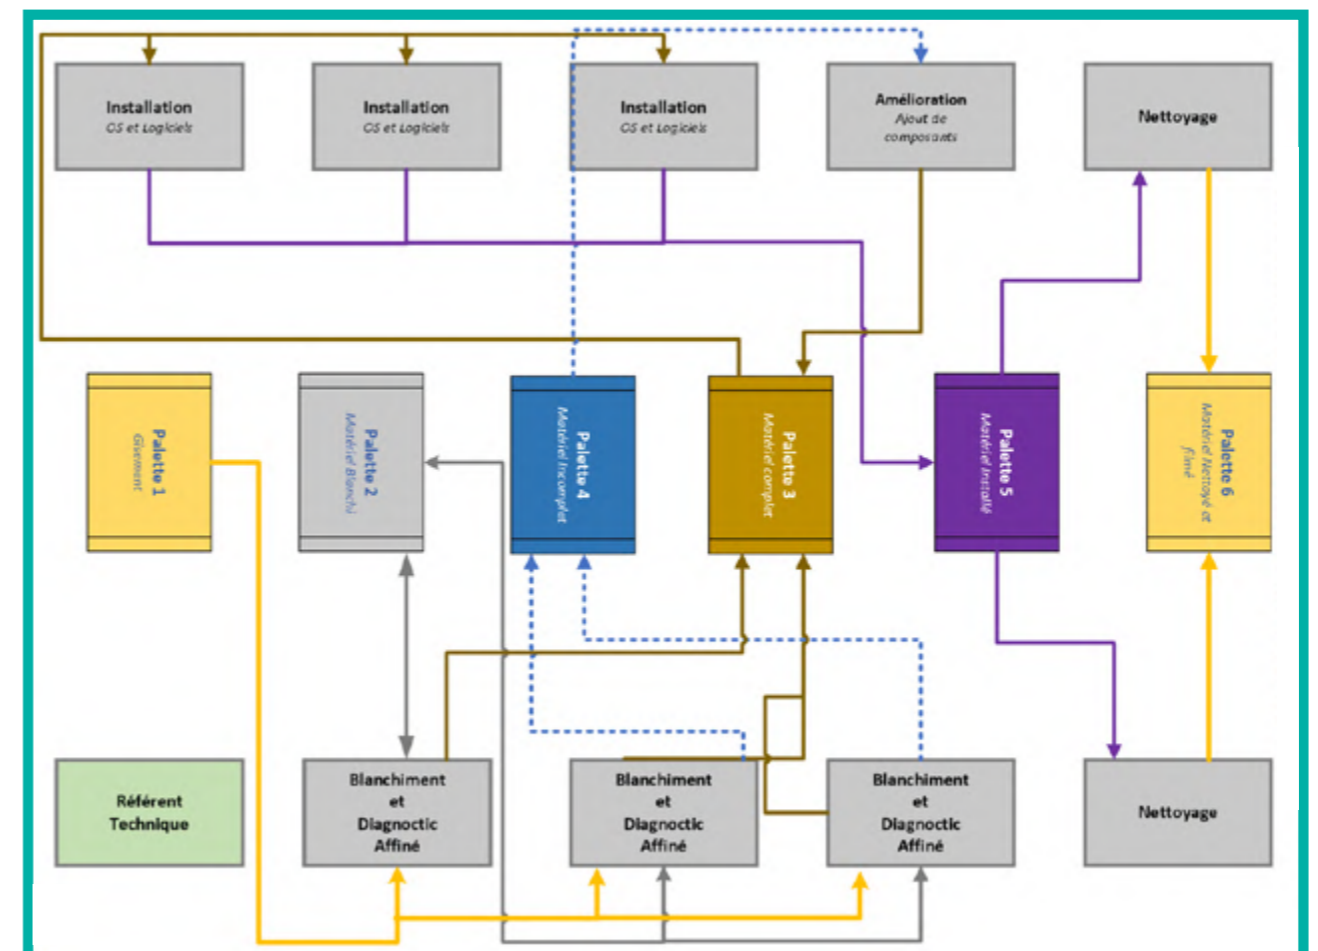 Installation
OS et Logiciels
Installation
OS et Logiciels
Installation
OS et Logiciels
Amélioration
Ajout de
composants
Nettoyage
Palette 1
Gisement
Palette 2
Matériel Blanchi
Palette 4
Matériel Incomplet
Palette 3
Matériel complet
Palette 5
Matériel Installé
Palette 6
Matériel Nettoyé et
filmé
Référent
Technique
Blanchiment
et
Diagnoctic
Affiné
Blanchiment
et
Diagnoctic
Affiné
Blanchiment
et
Diagnoctic
Affiné
Nettoyage